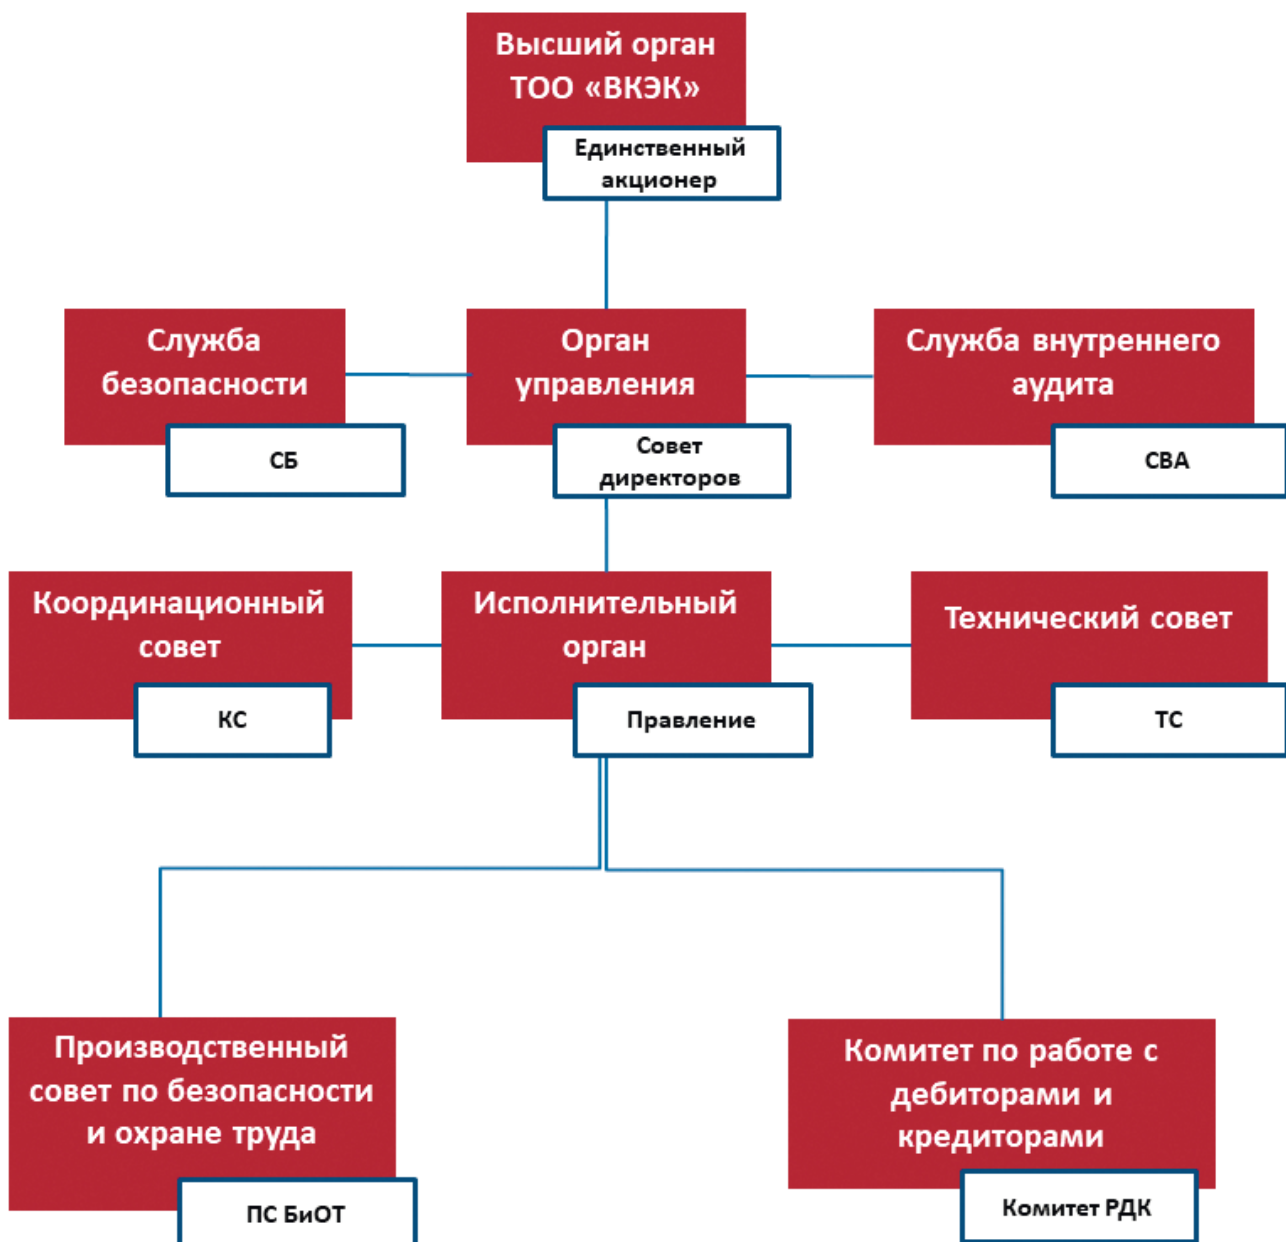 Высший орган
ТОО «ВКЭК»
Единственный
акционер
Служба
безопасности
СБ
Орган
управления
Совет
директоров
Служба внутреннего
аудита
СВА
Координационный
совет
КС
Исполнительный
орган
Правление
Технический совет
ТС
Производственный
совет по безопасности
и охране труда
ПС БиОТ
Комитет по работе с
дебиторами и
кредиторами
Комитет РДК